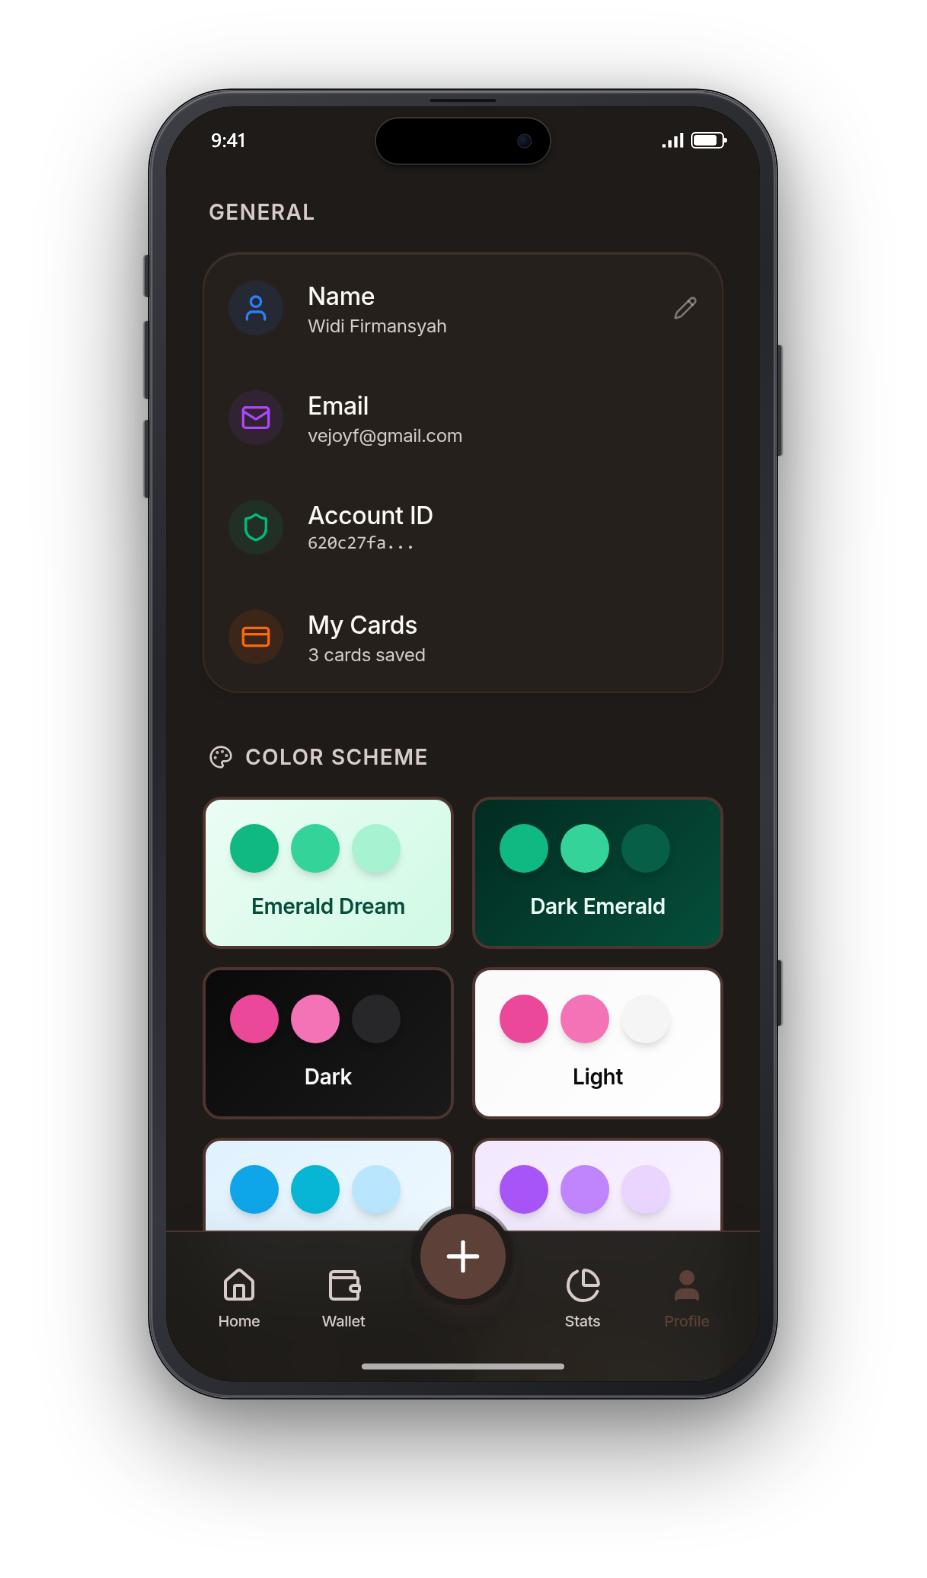 9:41
GENERAL
Name
Widi Firmansyah
Email
vejoyf@gmail.com
Account ID
620c27fa...
My Cards
3 cards saved
COLOR SCHEME
Emerald Dream
Dark Emerald
Dark
Light
Home
Wallet
Stats
Profile